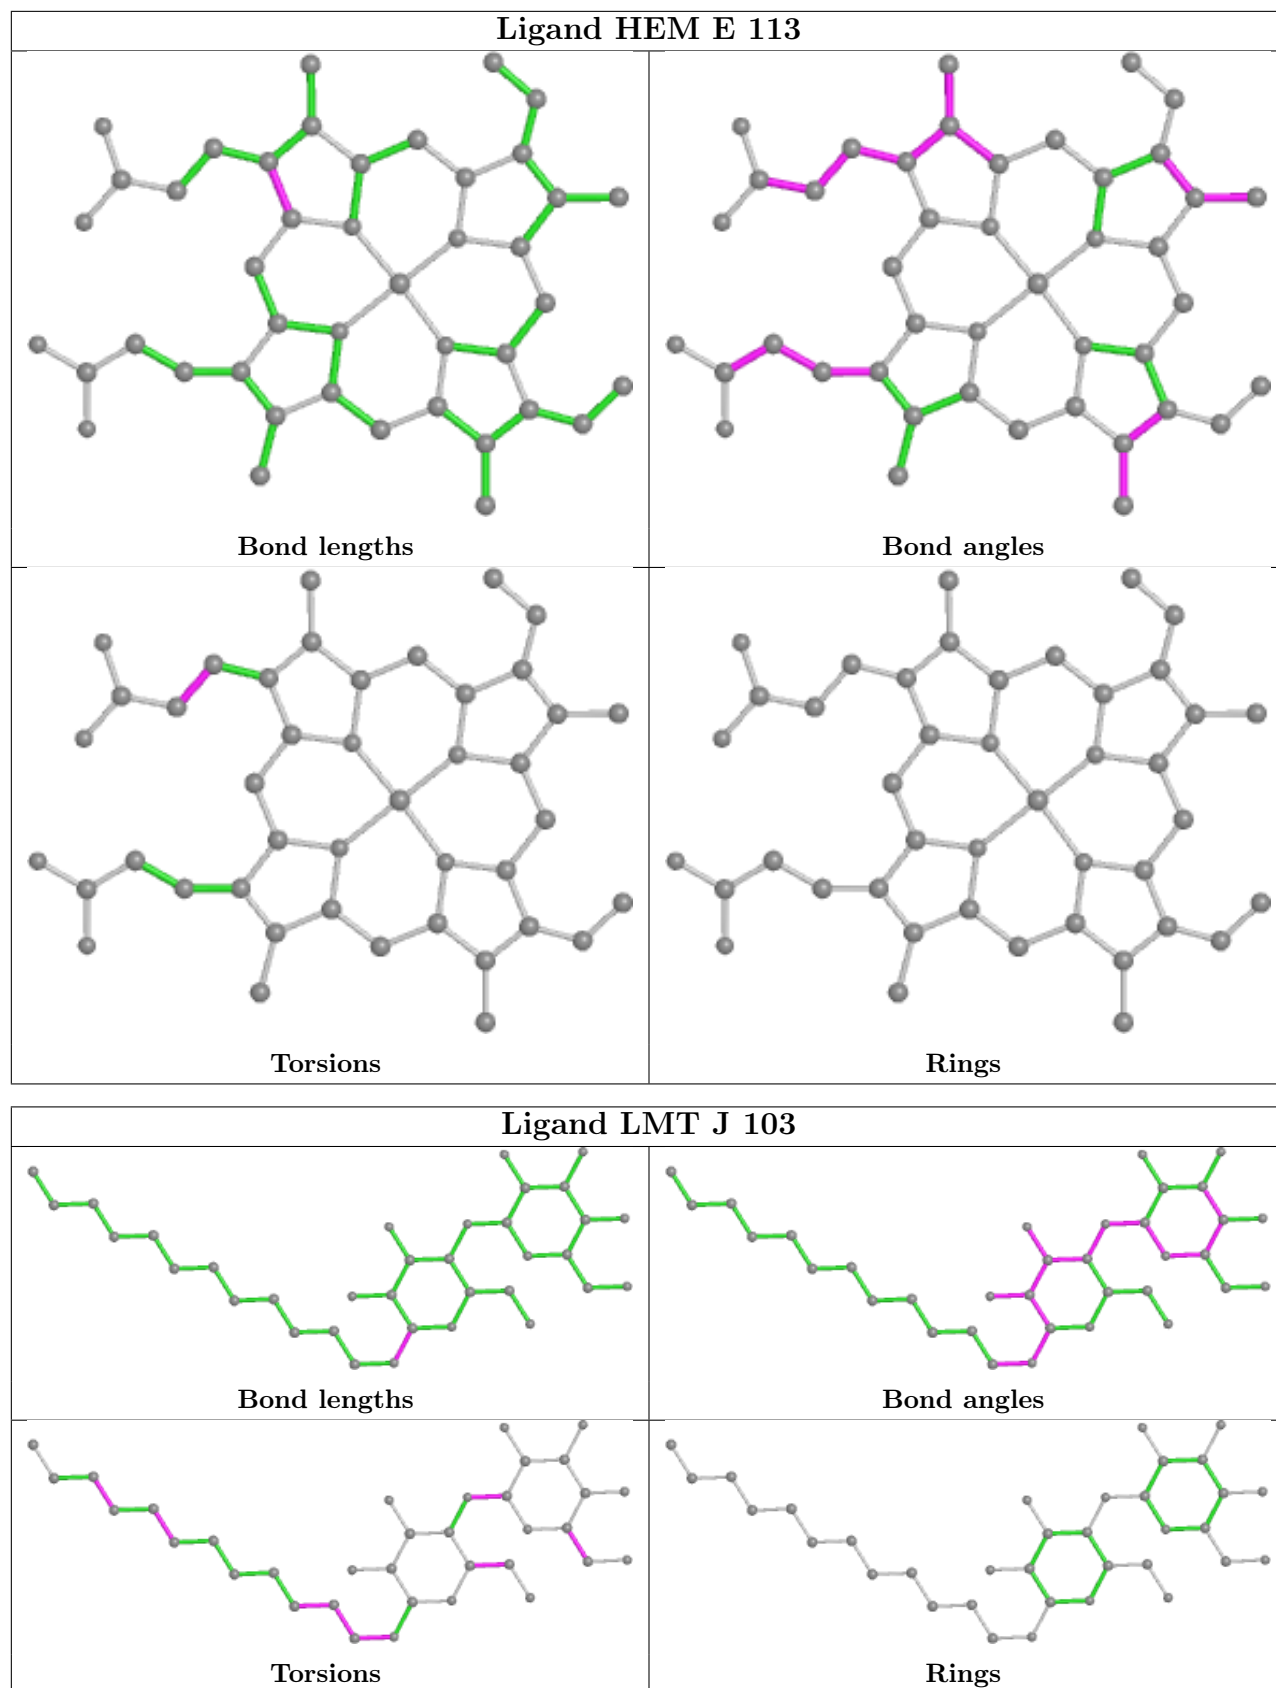 Ligand HEM E 113
Bond lengths
Bond angles
Torsions
Rings
Ligand LMT J 103
Bond lengths
Bond angles
Torsions
Rings